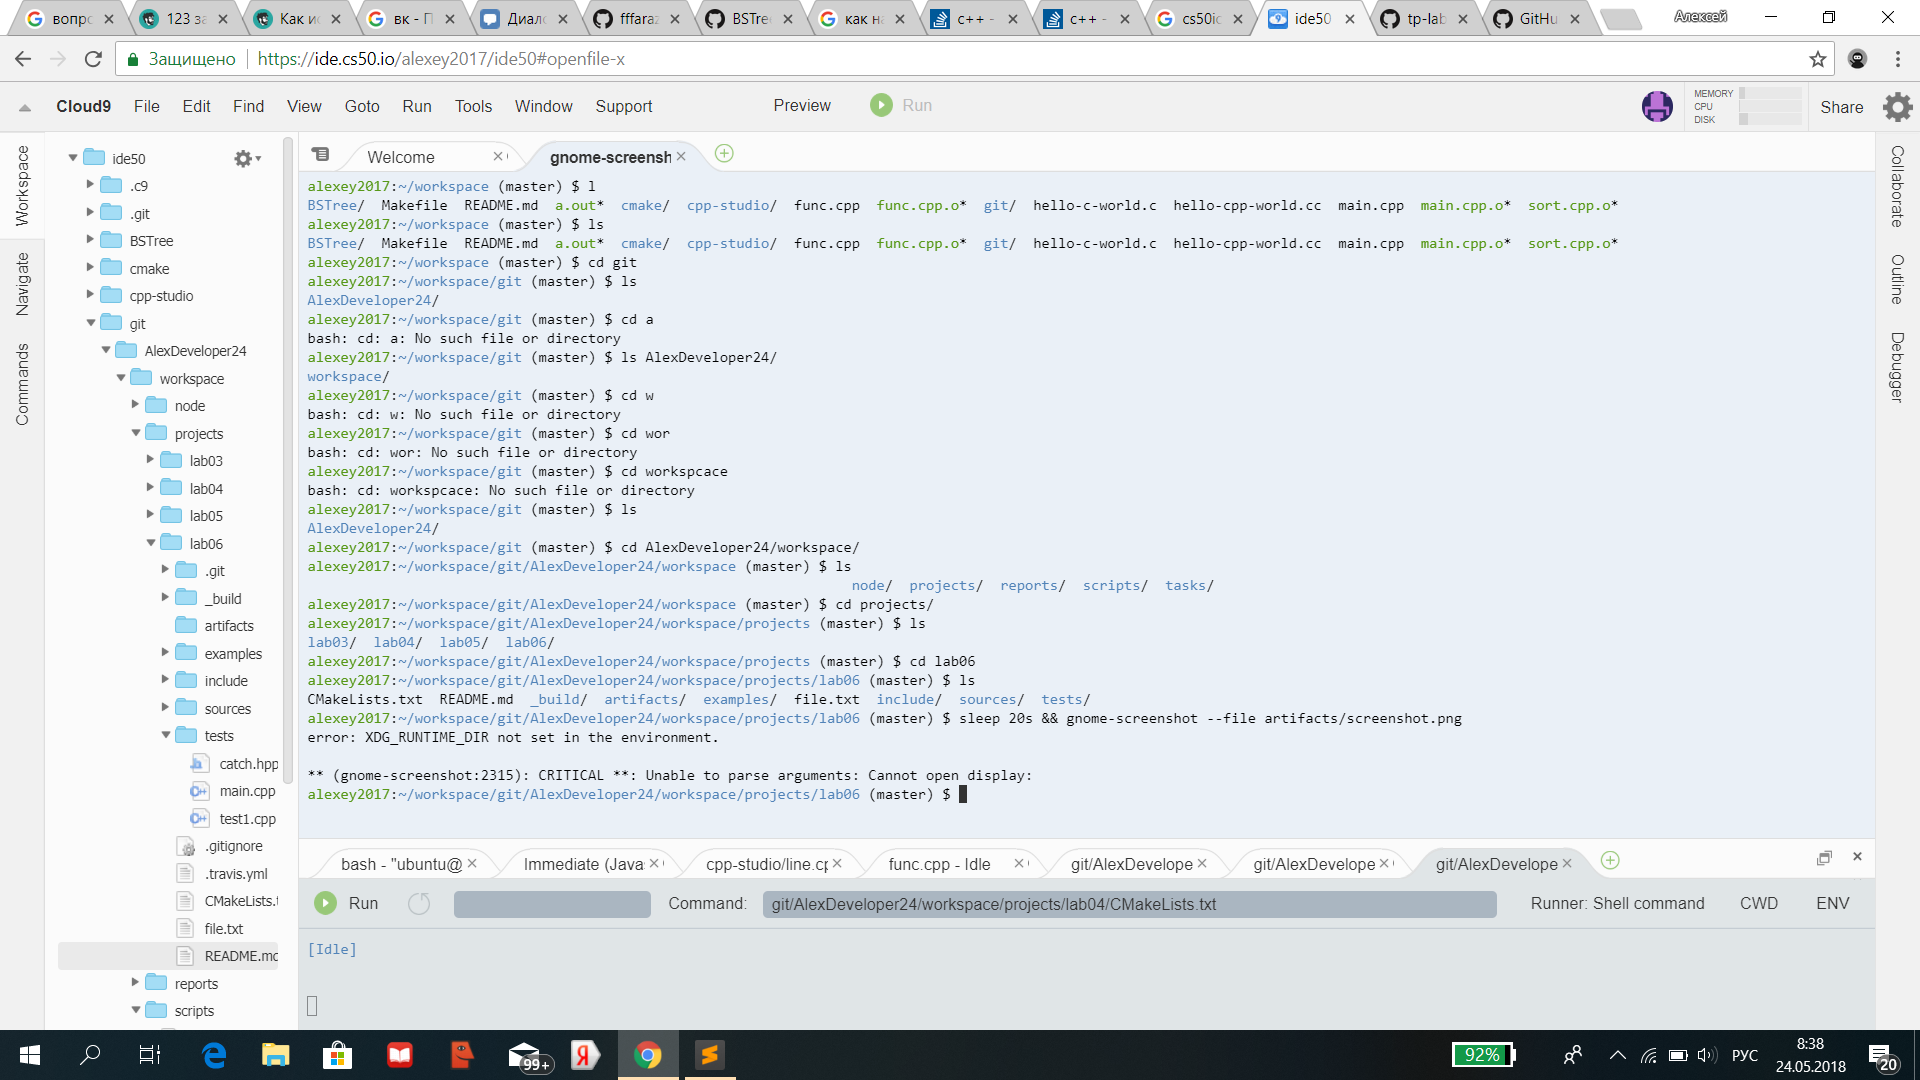 вопрс
123 за
Как ис
вк - П
Диало
fffaraz
BSTree
как на
c++ -
c++ -
cs50ic
ide50
tp-lab
GitHu
Алексей
Защищено
https://ide.cs50.io/alexey2017/ide50#openfile-x
Cloud9 File Edit Find View Goto Run Tools Window Support Preview Run
MEMORY
CPU
DISK
Share
Workspace
Navigate
Commands
Collaborate
Outline
Debugger
ide50
.c9
.git
BSTree
cmake
cpp-studio
git
AlexDeveloper24
workspace
node
projects
lab03
lab04
lab05
lab06
.git
_build
artifacts
examples
include
sources
tests
catch.hpp
main.cpp
test1.cpp
.gitignore
.travis.yml
CMakeLists.t
file.txt
README.mc
reports
scripts
Welcome
gnome-screensh
alexey2017:~/workspace (master) $ l
BSTree/ Makefile README.md a.out* cmake/ cpp-studio/ func.cpp func.cpp.o* git/ hello-c-world.c hello-cpp-world.cc main.cpp main.cpp.o* sort.cpp.o*
alexey2017:~/workspace (master) $ ls
BSTree/ Makefile README.md a.out* cmake/ cpp-studio/ func.cpp func.cpp.o* git/ hello-c-world.c hello-cpp-world.cc main.cpp main.cpp.o* sort.cpp.o*
alexey2017:~/workspace (master) $ cd git
alexey2017:~/workspace/git (master) $ ls
AlexDeveloper24/
alexey2017:~/workspace/git (master) $ cd a
bash: cd: a: No such file or directory
alexey2017:~/workspace/git (master) $ ls AlexDeveloper24/
workspace/
alexey2017:~/workspace/git (master) $ cd w
bash: cd: w: No such file or directory
alexey2017:~/workspace/git (master) $ cd wor
bash: cd: wor: No such file or directory
alexey2017:~/workspace/git (master) $ cd workspcace
bash: cd: workspcace: No such file or directory
alexey2017:~/workspace/git (master) $ ls
AlexDeveloper24/
alexey2017:~/workspace/git (master) $ cd AlexDeveloper24/workspace/
alexey2017:~/workspace/git/AlexDeveloper24/workspace (master) $ ls
node/ projects/ reports/ scripts/ tasks/
alexey2017:~/workspace/git/AlexDeveloper24/workspace (master) $ cd projects/
alexey2017:~/workspace/git/AlexDeveloper24/workspace/projects (master) $ ls
lab03/ lab04/ lab05/ lab06/
alexey2017:~/workspace/git/AlexDeveloper24/workspace/projects (master) $ cd lab06
alexey2017:~/workspace/git/AlexDeveloper24/workspace/projects/lab06 (master) $ ls
CMakeLists.txt README.md _build/ artifacts/ examples/ file.txt include/ sources/ tests/
alexey2017:~/workspace/git/AlexDeveloper24/workspace/projects/lab06 (master) $ sleep 20s && gnome-screenshot --file artifacts/screenshot.png
error: XDG_RUNTIME_DIR not set in the environment.
** (gnome-screenshot:2315): CRITICAL **: Unable to parse arguments: Cannot open display:
alexey2017:~/workspace/git/AlexDeveloper24/workspace/projects/lab06 (master) $
bash - "ubuntu@
Immediate (Java
cpp-studio/line.cp
func.cpp - Idle
git/AlexDevelope
git/AlexDevelope
git/AlexDevelope
Run
Command:
git/AlexDeveloper24/workspace/projects/lab04/CMakeLists.txt
Runner: Shell command
CWD
ENV
[Idle]
99+
92%
РУС
8:38
24.05.2018
20